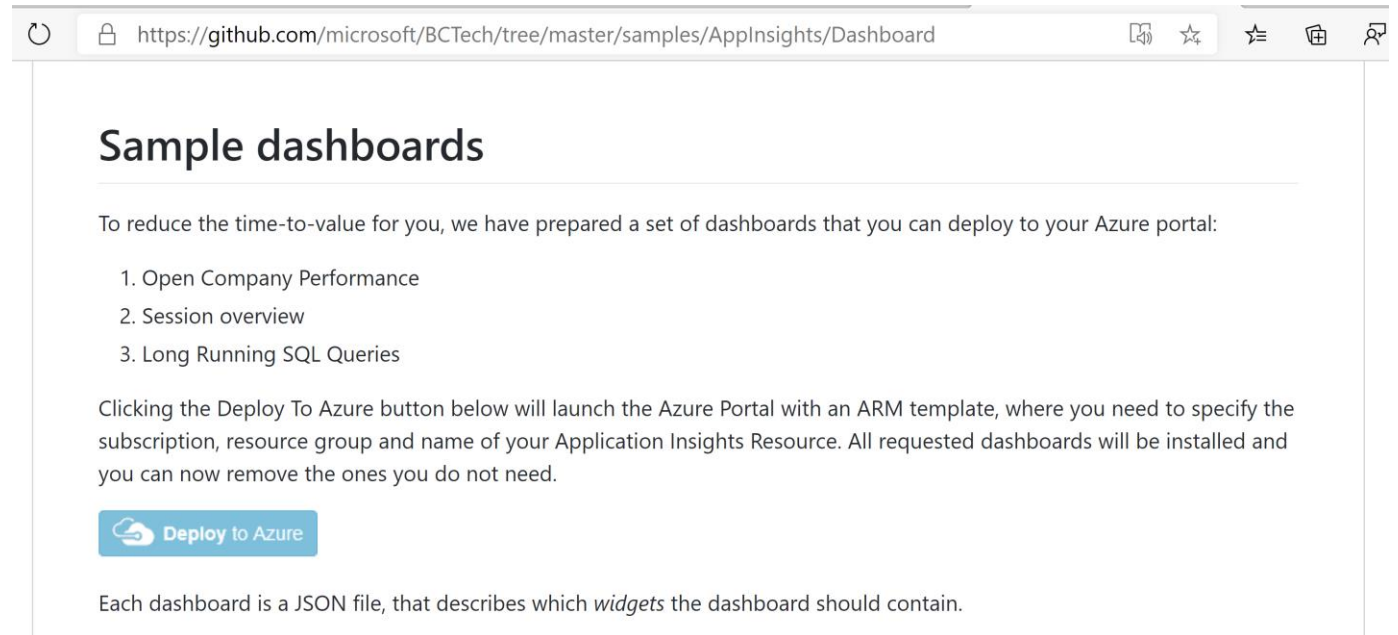 https://github.com/microsoft/BCTech/tree/master/samples/AppInsights/Dashboard
Sample dashboards
To reduce the time-to-value for you, we have prepared a set of dashboards that you can deploy to your Azure portal:
1. Open Company Performance
2. Session overview
3. Long Running SQL Queries
Clicking the Deploy To Azure button below will launch the Azure Portal with an ARM template, where you need to specify the
subscription, resource group and name of your Application Insights Resource. All requested dashboards will be installed and
you can now remove the ones you do not need.
Deploy to Azure
Each dashboard is a JSON file, that describes which widgets the dashboard should contain.